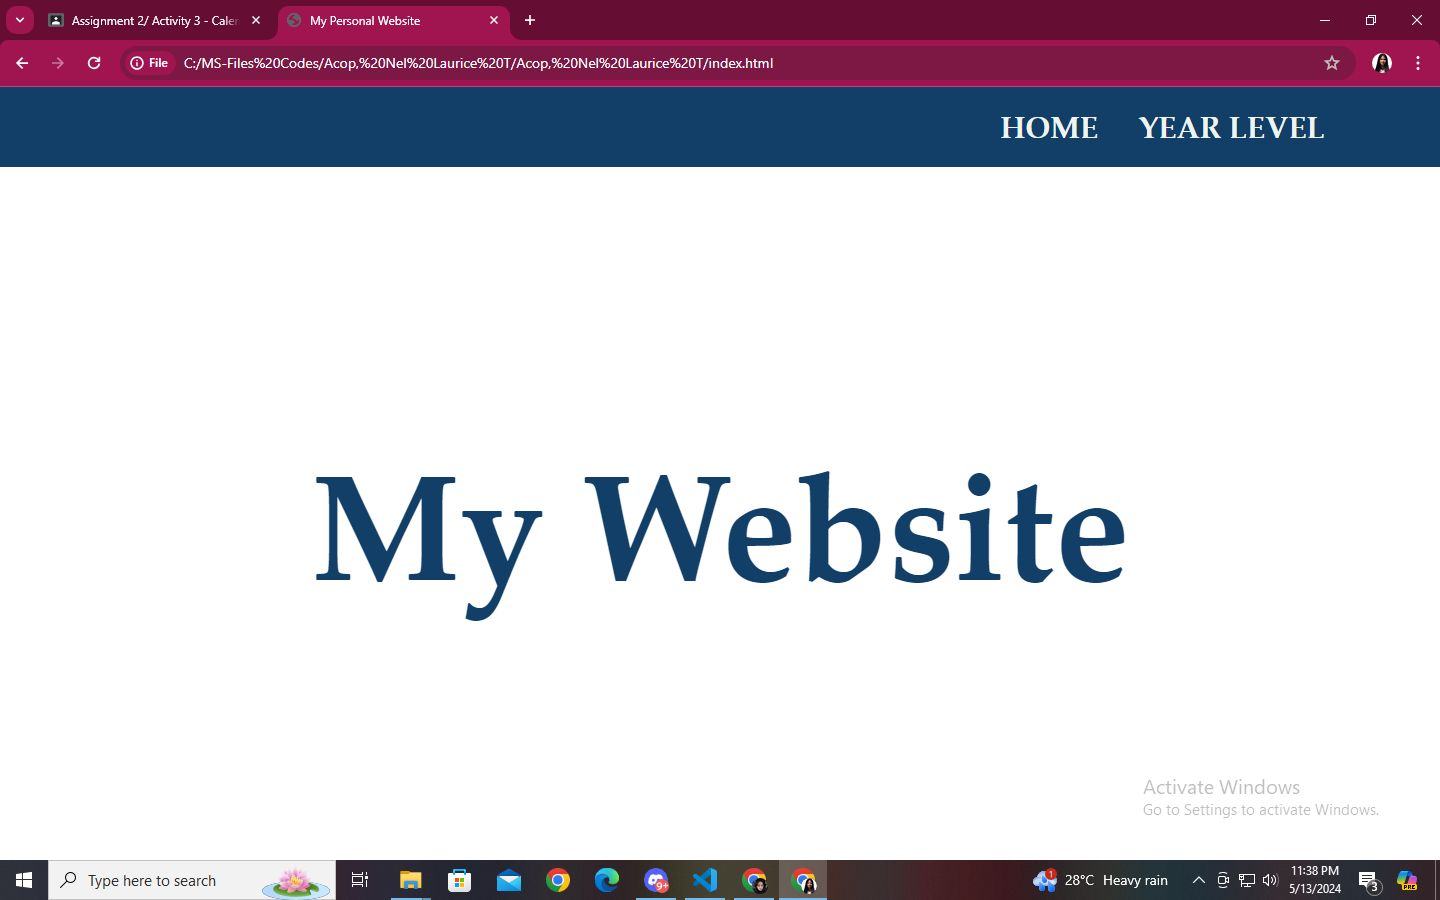 Assignment 2/ Activity 3 - Caler
My Personal Website
File
C:/MS-Files%20Codes/Acop,%20Nel%20Laurice%20T/Acop,%20Nel%20Laurice%20T/index.html
HOME YEAR LEVEL
My Website
Activate Windows
Go to Settings to activate Windows.
Type here to search
9+
1
28°C Heavy rain
11:38 PM
5/13/2024
3
PRE